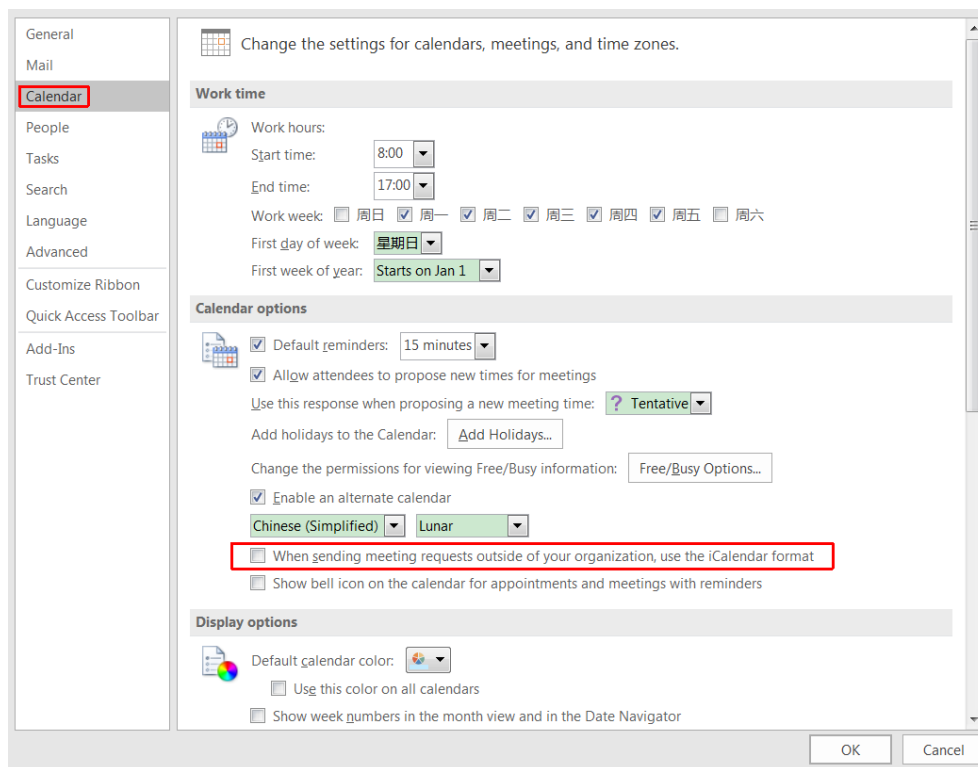 General
Mail
Calendar
People
Tasks
Search
Language
Advanced
Customize Ribbon
Quick Access Toolbar
Add-Ins
Trust Center
Change the settings for calendars, meetings, and time zones.
Work time
Work hours:
Start time: 8:00
End time: 17:00
Work week: 周日 周一 周二 周三 周四 周五 周六
First day of week: 星期日
First week of year: Starts on Jan 1
Calendar options
Default reminders: 15 minutes
Allow attendees to propose new times for meetings
Use this response when proposing a new meeting time: ? Tentative
Add holidays to the Calendar: Add Holidays...
Change the permissions for viewing Free/Busy information: Free/Busy Options...
Enable an alternate calendar
Chinese (Simplified) Lunar
When sending meeting requests outside of your organization, use the iCalendar format
Show bell icon on the calendar for appointments and meetings with reminders
Display options
Default calendar color:
Use this color on all calendars
Show week numbers in the month view and in the Date Navigator
OK Cancel